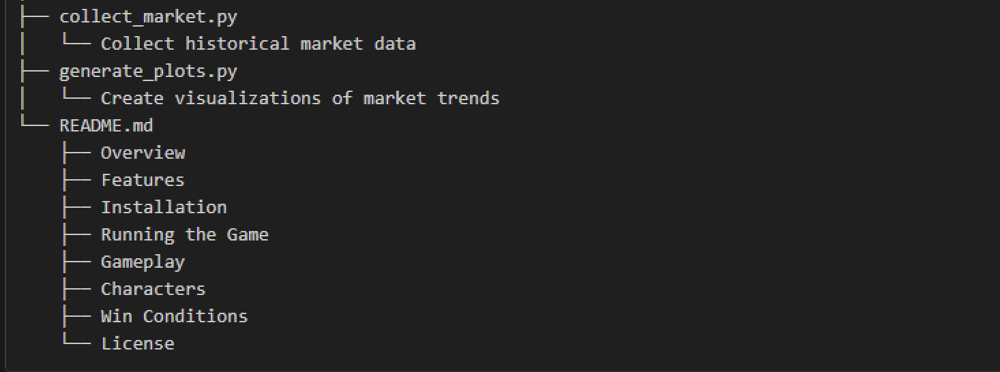 ├── collect_market.py
│   └── Collect historical market data
├── generate_plots.py
│   └── Create visualizations of market trends
└── README.md
    ├── Overview
    ├── Features
    ├── Installation
    ├── Running the Game
    ├── Gameplay
    ├── Characters
    ├── Win Conditions
    └── License